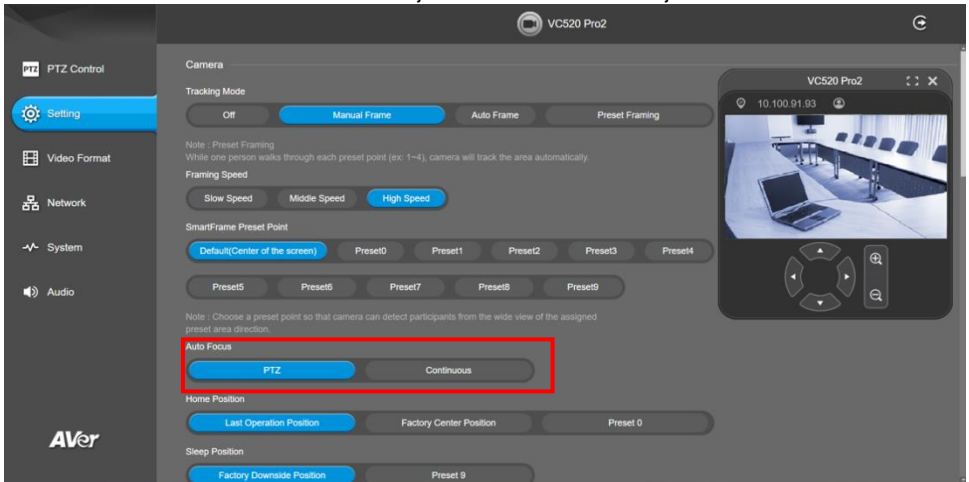 VC520 Pro2
PTZ PTZ Control
Setting
Video Format
Network
System
Audio
AVer
Camera
Tracking Mode
Off Manual Frame Auto Frame Preset Framing
Note : Preset Framing
While one person walks through each preset point (ex: 1~4), camera will track the area automatically.
Framing Speed
Slow Speed Middle Speed High Speed
SmartFrame Preset Point
Default(Center of the screen) Preset0 Preset1 Preset2 Preset3 Preset4
Preset5 Preset6 Preset7 Preset8 Preset9
Note : Choose a preset point so that camera can detect participants from the wide view of the assigned
preset area direction.
Auto Focus
PTZ Continuous
Home Position
Last Operation Position Factory Center Position Preset 0
Sleep Position
Factory Downside Position Preset 9
VC520 Pro2
10.100.91.93